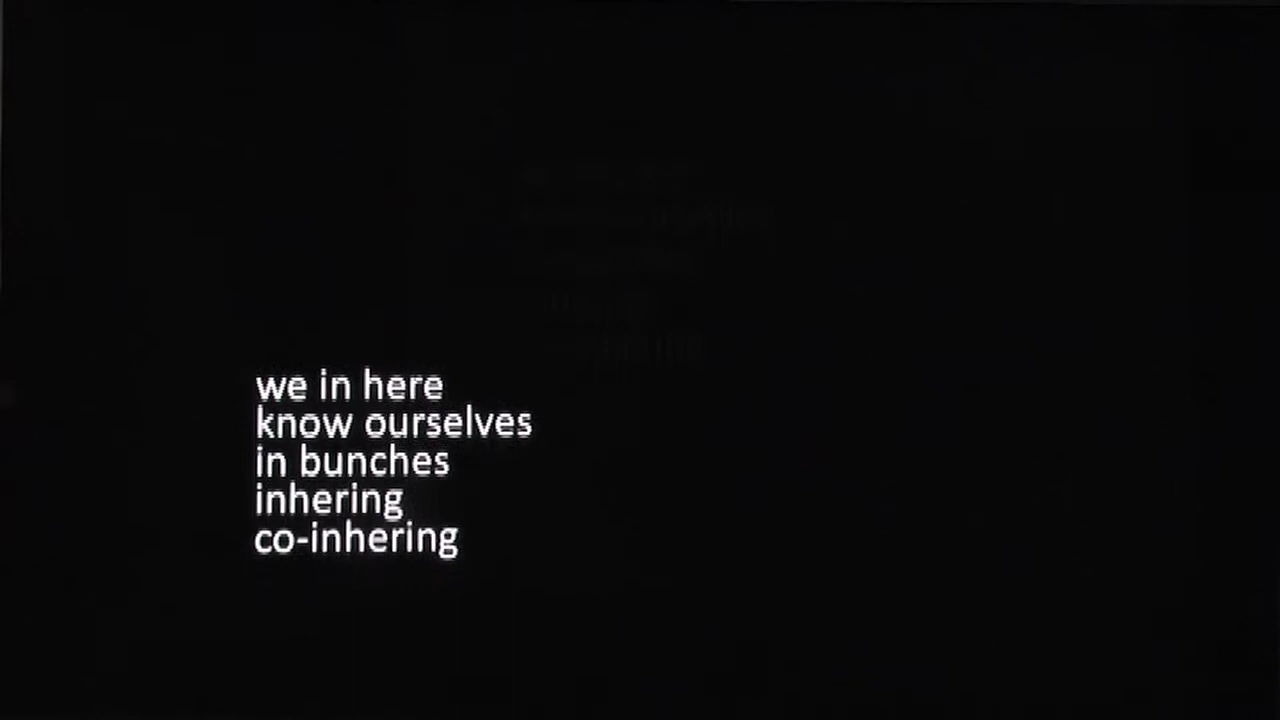 we in here
know ourselves
in bunches
inhering
co-inhering